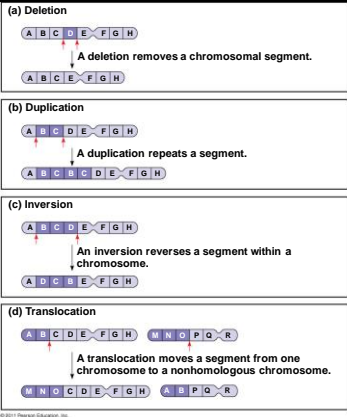 (a) Deletion
A B C D E F G H
A deletion removes a chromosomal segment.
A B C E F G H
(b) Duplication
A B C D E F G H
A duplication repeats a segment.
A B C B C D E F G H
(c) Inversion
A B C D E F G H
An inversion reverses a segment within a
chromosome.
A D C B E F G H
(d) Translocation
A B C D E F G H M N O P Q R
A translocation moves a segment from one
chromosome to a nonhomologous chromosome.
M N O C D E F G H A B P Q R
© 2011 Pearson Education, Inc.